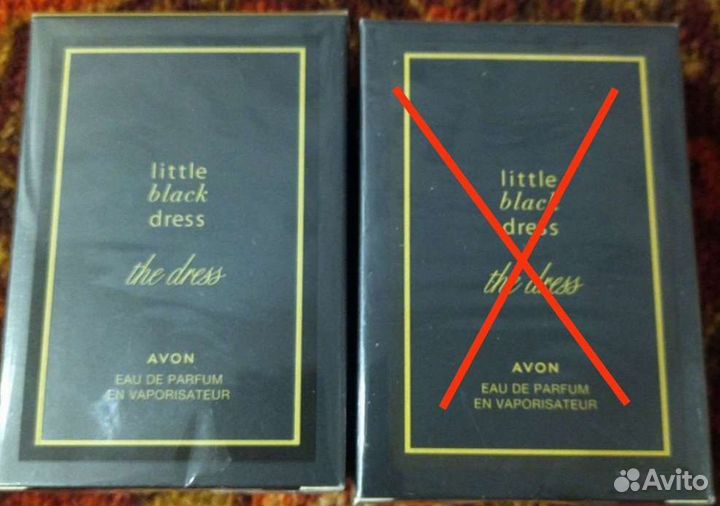 little
black
dress
the dress
AVON
EAU DE PARFUM
EN VAPORISATEUR
little
black
dress
the dress
AVON
EAU DE PARFUM
EN VAPORISATEUR
Avito